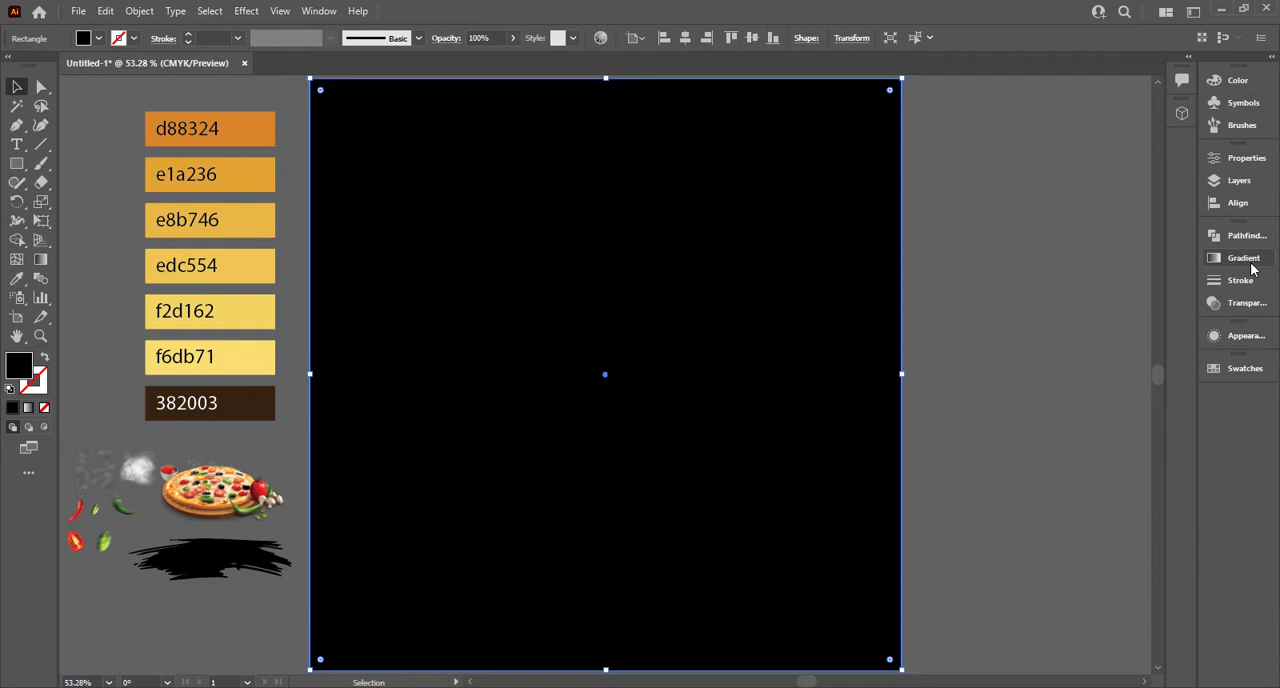 Ai File Edit Object Type Select Effect View Window Help
Rectangle Stroke: Basic Opacity: 100% Style: Shape: Transform
Untitled-1* @ 53.28 % (CMYK/Preview) ×
d88324
e1a236
e8b746
edc554
f2d162
f6db71
382003
Color
Symbols
Brushes
Properties
Layers
Align
Pathfind...
Gradient
Stroke
Transpar...
Appeara...
Swatches
53.28% 0° 1 Selection